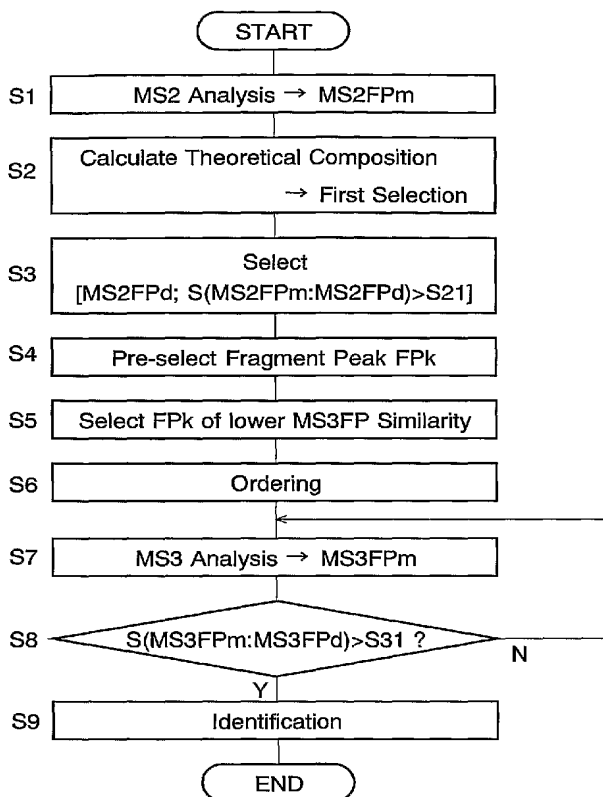 START
S1 MS2 Analysis → MS2FPm
S2 Calculate Theoretical Composition
→ First Selection
S3 Select
[MS2FPd; S(MS2FPm:MS2FPd)>S21]
S4 Pre-select Fragment Peak FPk
S5 Select FPk of lower MS3FP Similarity
S6 Ordering
S7 MS3 Analysis → MS3FPm
S8 S(MS3FPm:MS3FPd)>S31 ?
N
Y
S9 Identification
END